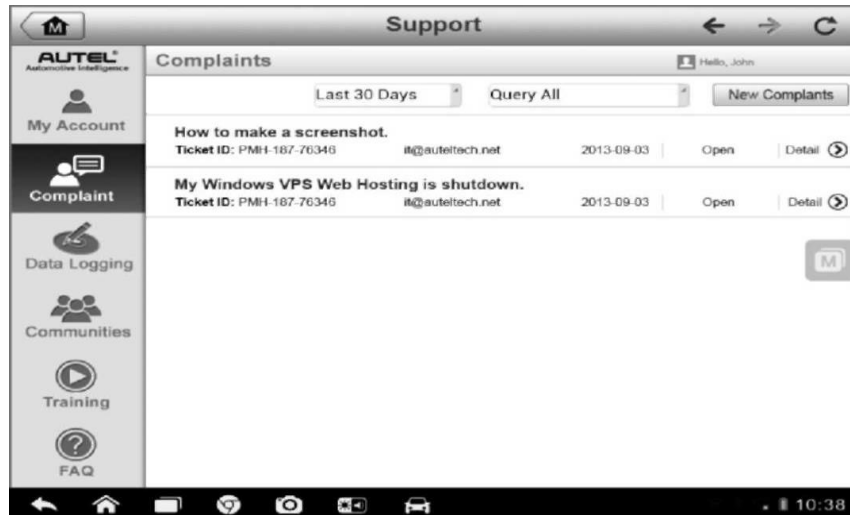 M
Support
AUTEL®
Automotive Intelligence
Complaints
Hello, John
Last 30 Days
Query All
New Complants
My Account
How to make a screenshot.
Ticket ID: PMH-187-76346 it@auteltech.net 2013-09-03 Open Detail
My Windows VPS Web Hosting is shutdown.
Ticket ID: PMH-187-76346 it@auteltech.net 2013-09-03 Open Detail
Complaint
M
Data Logging
Communities
Training
?
FAQ
10:38